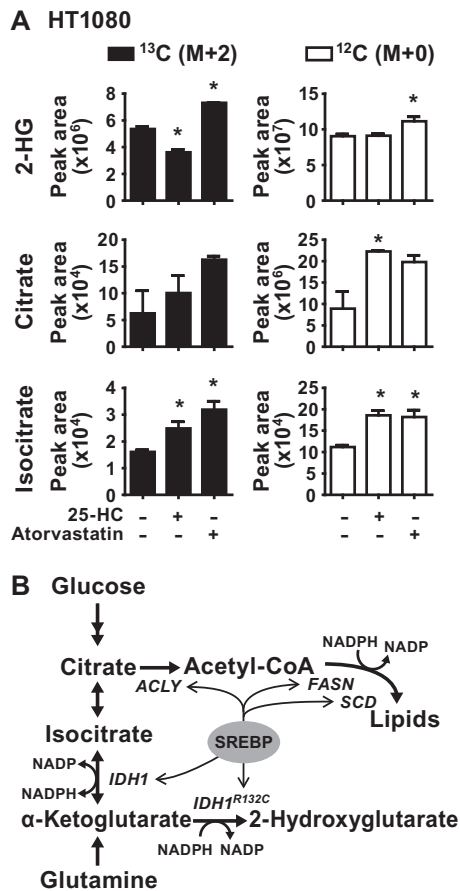 A HT1080
¹³C (M+2) ¹²C (M+0)
2-HG
Peak area
(x10⁶)
8
6
4
2
0
*
*
Peak area
(x10⁷)
15
10
5
0
*
Citrate
Peak area
(x10⁴)
20
15
10
5
0
Peak area
(x10⁶)
25
20
15
10
5
0
*
Isocitrate
Peak area
(x10⁴)
4
3
2
1
0
*
*
Peak area
(x10⁴)
25
20
15
10
5
0
*
*
25-HC - + - - + -
Atorvastatin - - + - - +
B
Glucose
Citrate Acetyl-CoA NADPH NADP
ACLY FASN
SCD
Lipids
Isocitrate SREBP
NADP
IDH1
NADPH
IDH1ᴿ¹³²ᶜ
α-Ketoglutarate 2-Hydroxyglutarate
NADPH NADP
Glutamine